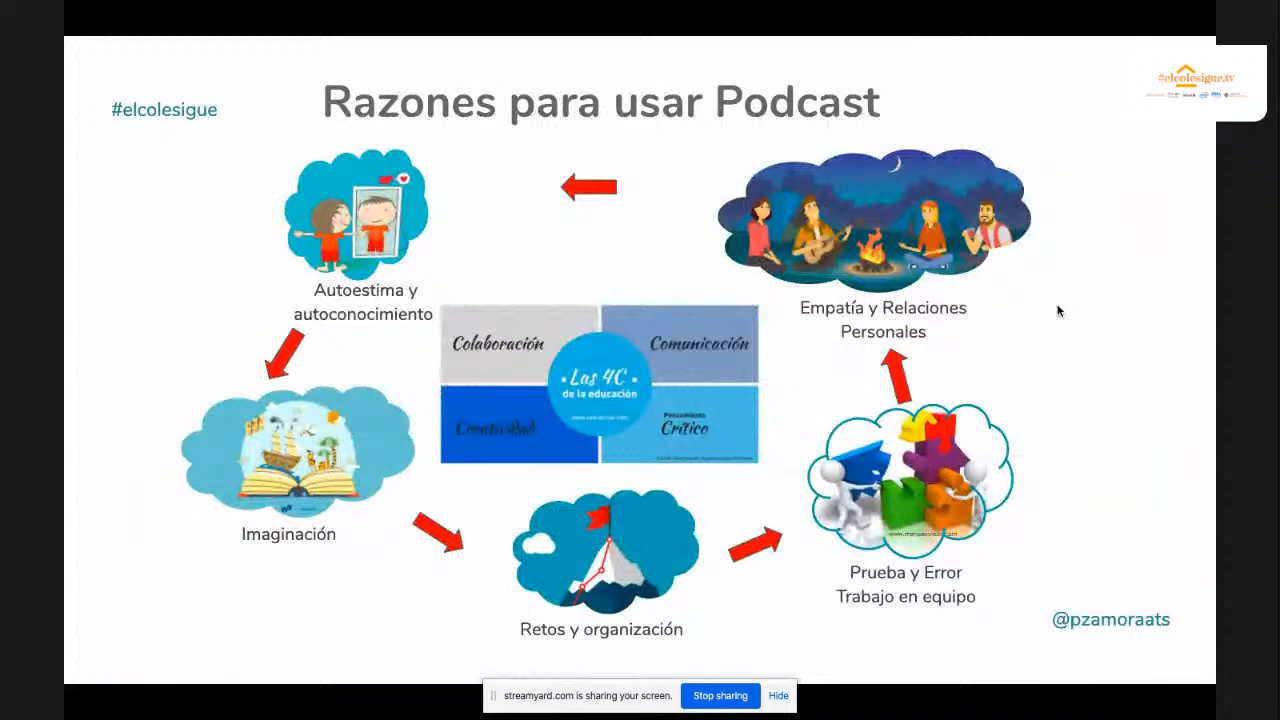 #elcolesigue
Razones para usar Podcast
#elcolesigue.tv
Autoestima y
autoconocimiento
Empatía y Relaciones
Personales
Colaboración
Comunicación
Las 4C
de la educación
Creatividad
Pensamiento
Crítico
Imaginación
Retos y organización
Prueba y Error
Trabajo en equipo
@pzamoraats
streamyard.com is sharing your screen.
Stop sharing
Hide